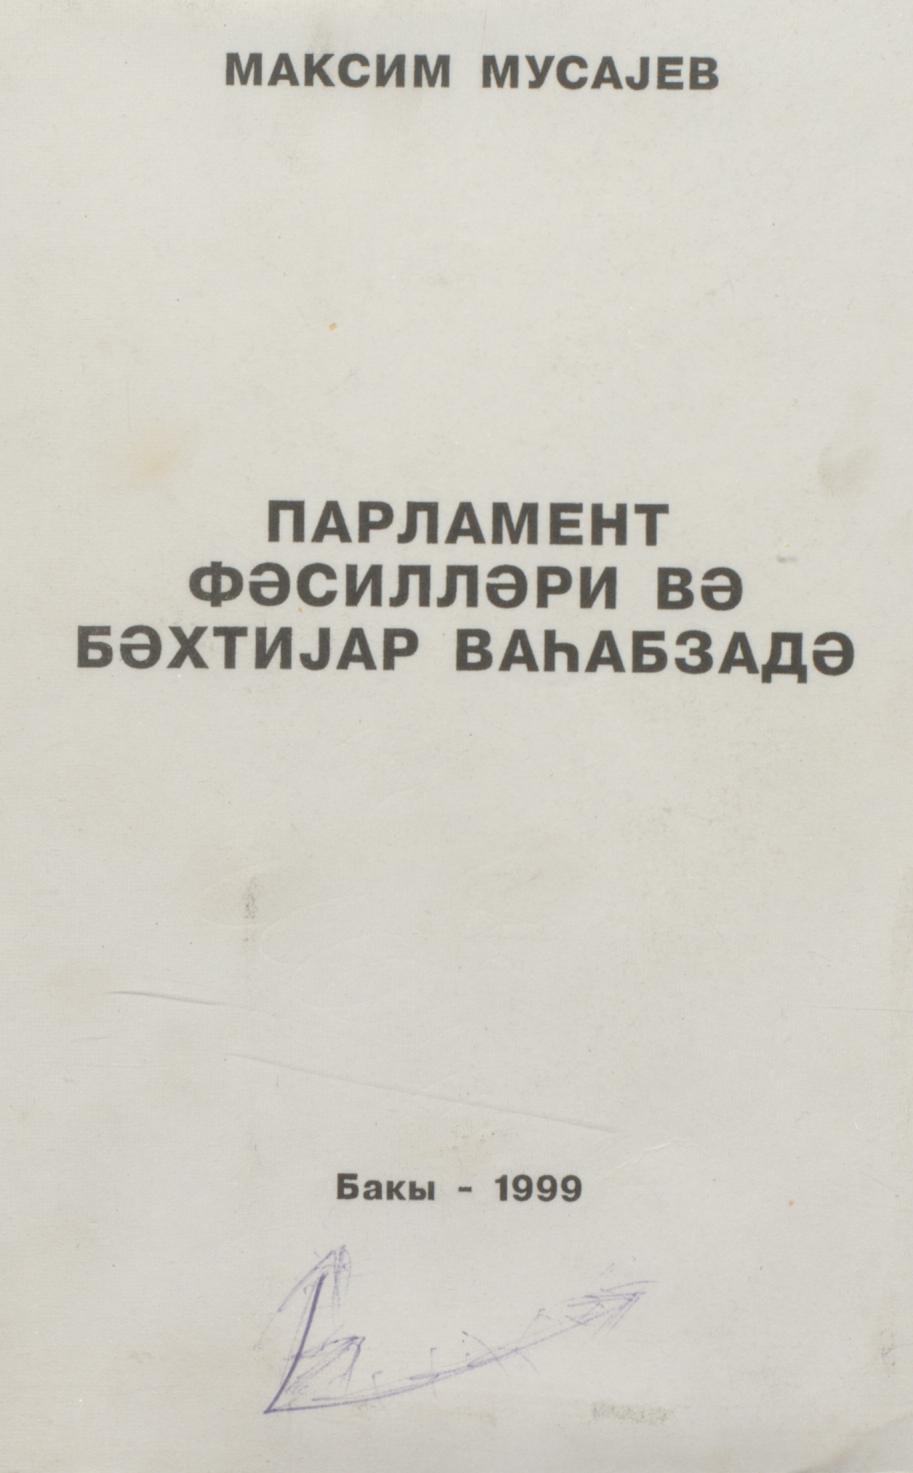 МАКСИМ МУСАЈЕВ
ПАРЛАМЕНТ
ФӘСИЛЛӘРИ ВӘ
БӘХТИЈАР ВАҺАБЗАДӘ
Бакы - 1999